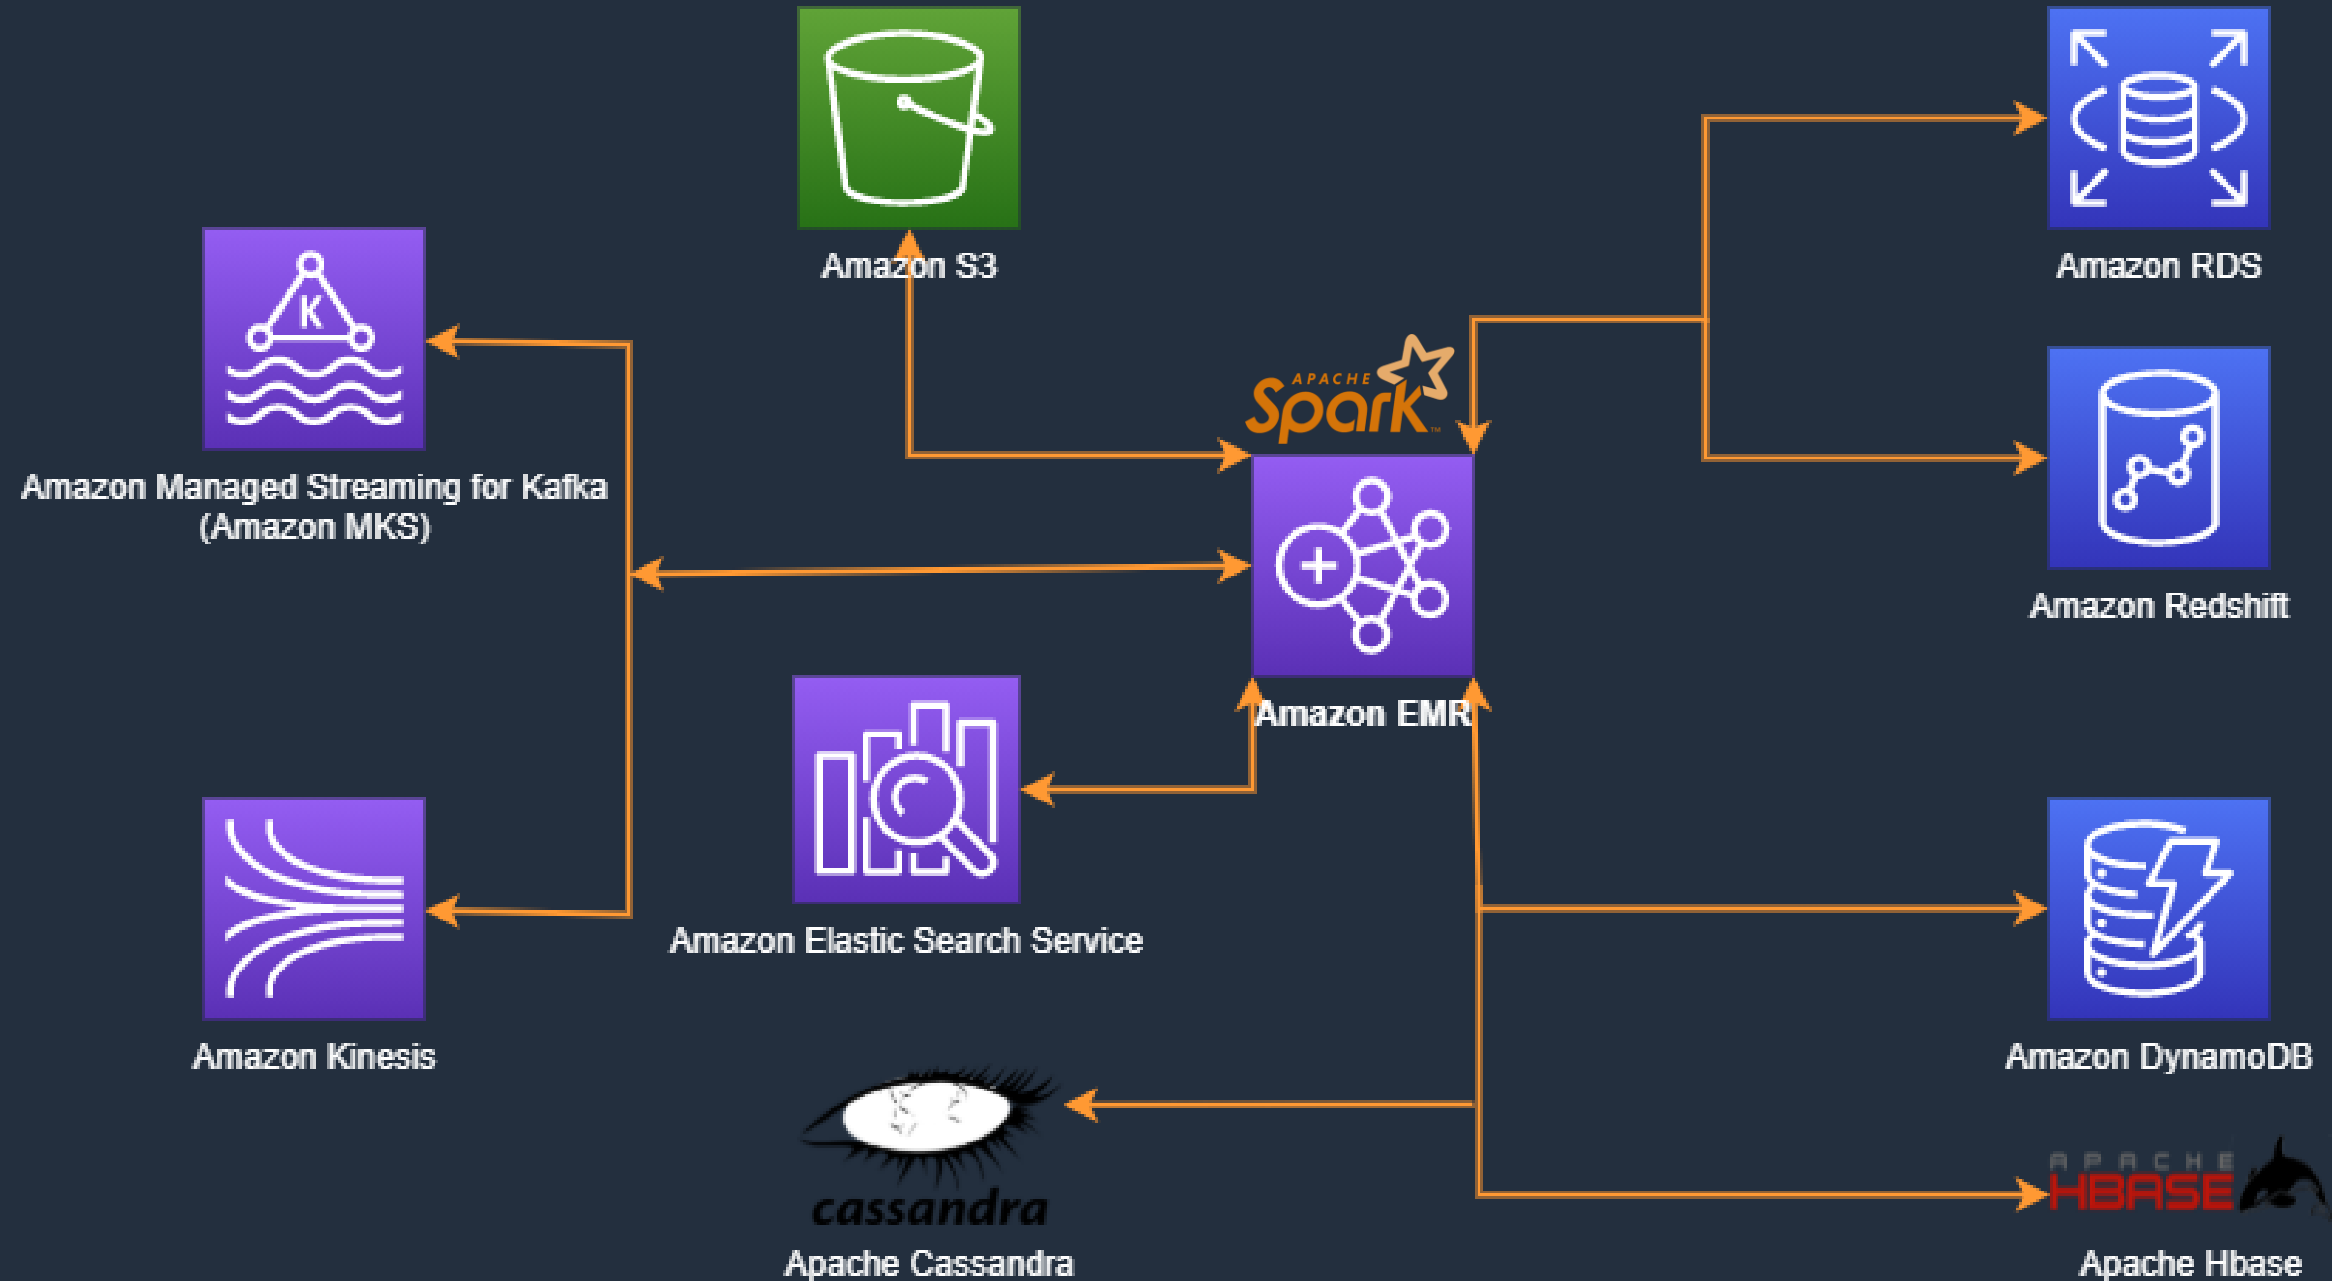 Amazon S3
Amazon RDS
K
Amazon Managed Streaming for Kafka
(Amazon MKS)
APACHE
Spark™
Amazon Redshift
Amazon EMR
Amazon Elastic Search Service
Amazon Kinesis
Amazon DynamoDB
cassandra
Apache Cassandra
APACHE
HBASE
Apache Hbase